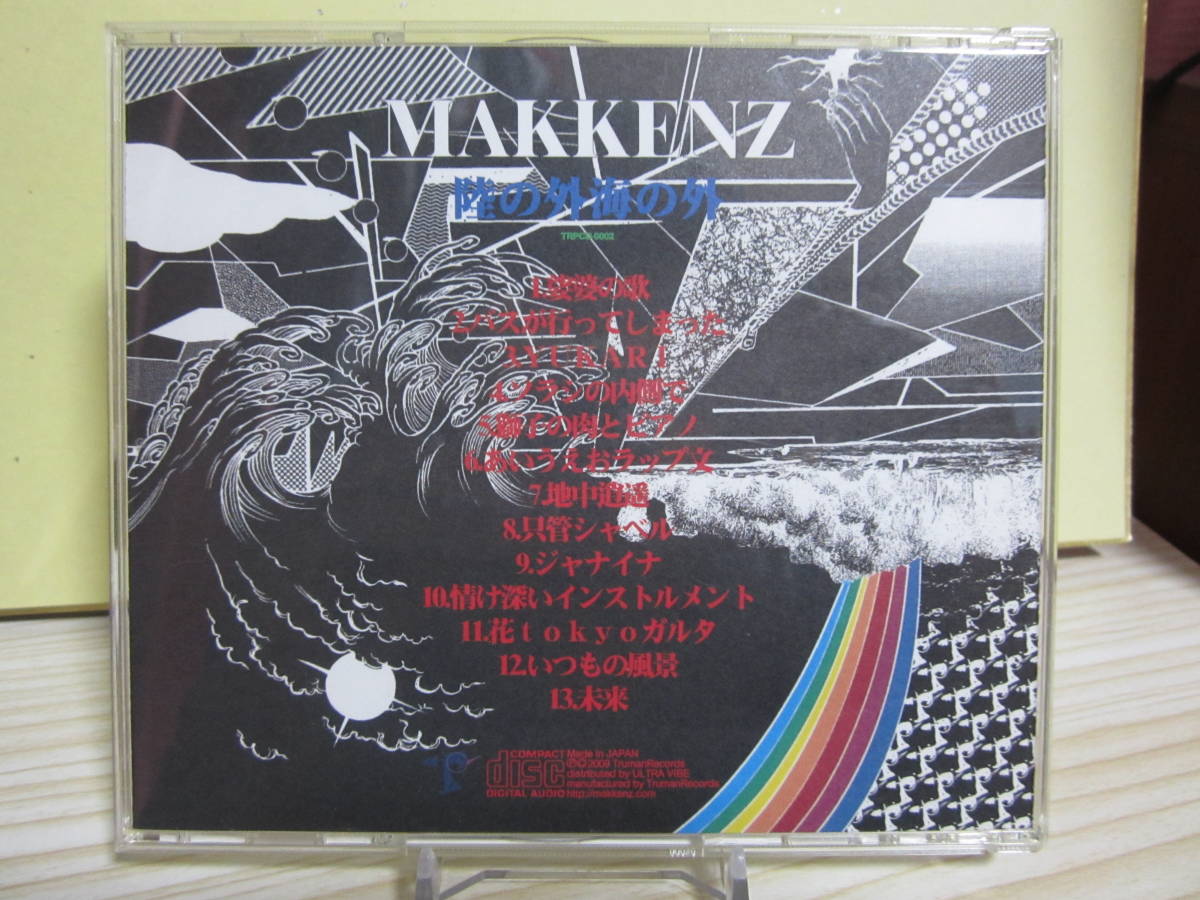 MAKKENZ
陸の外海の外
TRPCR-0002
1.娑婆の歌
2.バスが行ってしまった
3.YUKARI
4.ソラシの内側で
5.獅子の肉とピアノ
6.あいうえおラップ文
7.地中逍遥
8.只管シャベル
9.ジャナイナ
10.情け深いインストルメント
11.花tokyoガルタ
12.いつもの風景
13.未来
COMPACT disc DIGITAL AUDIO
Made in JAPAN
℗©2009 TrumanRecords
distributed by ULTRA VIBE
manufactured by TrumanRecords
http://makkenz.com